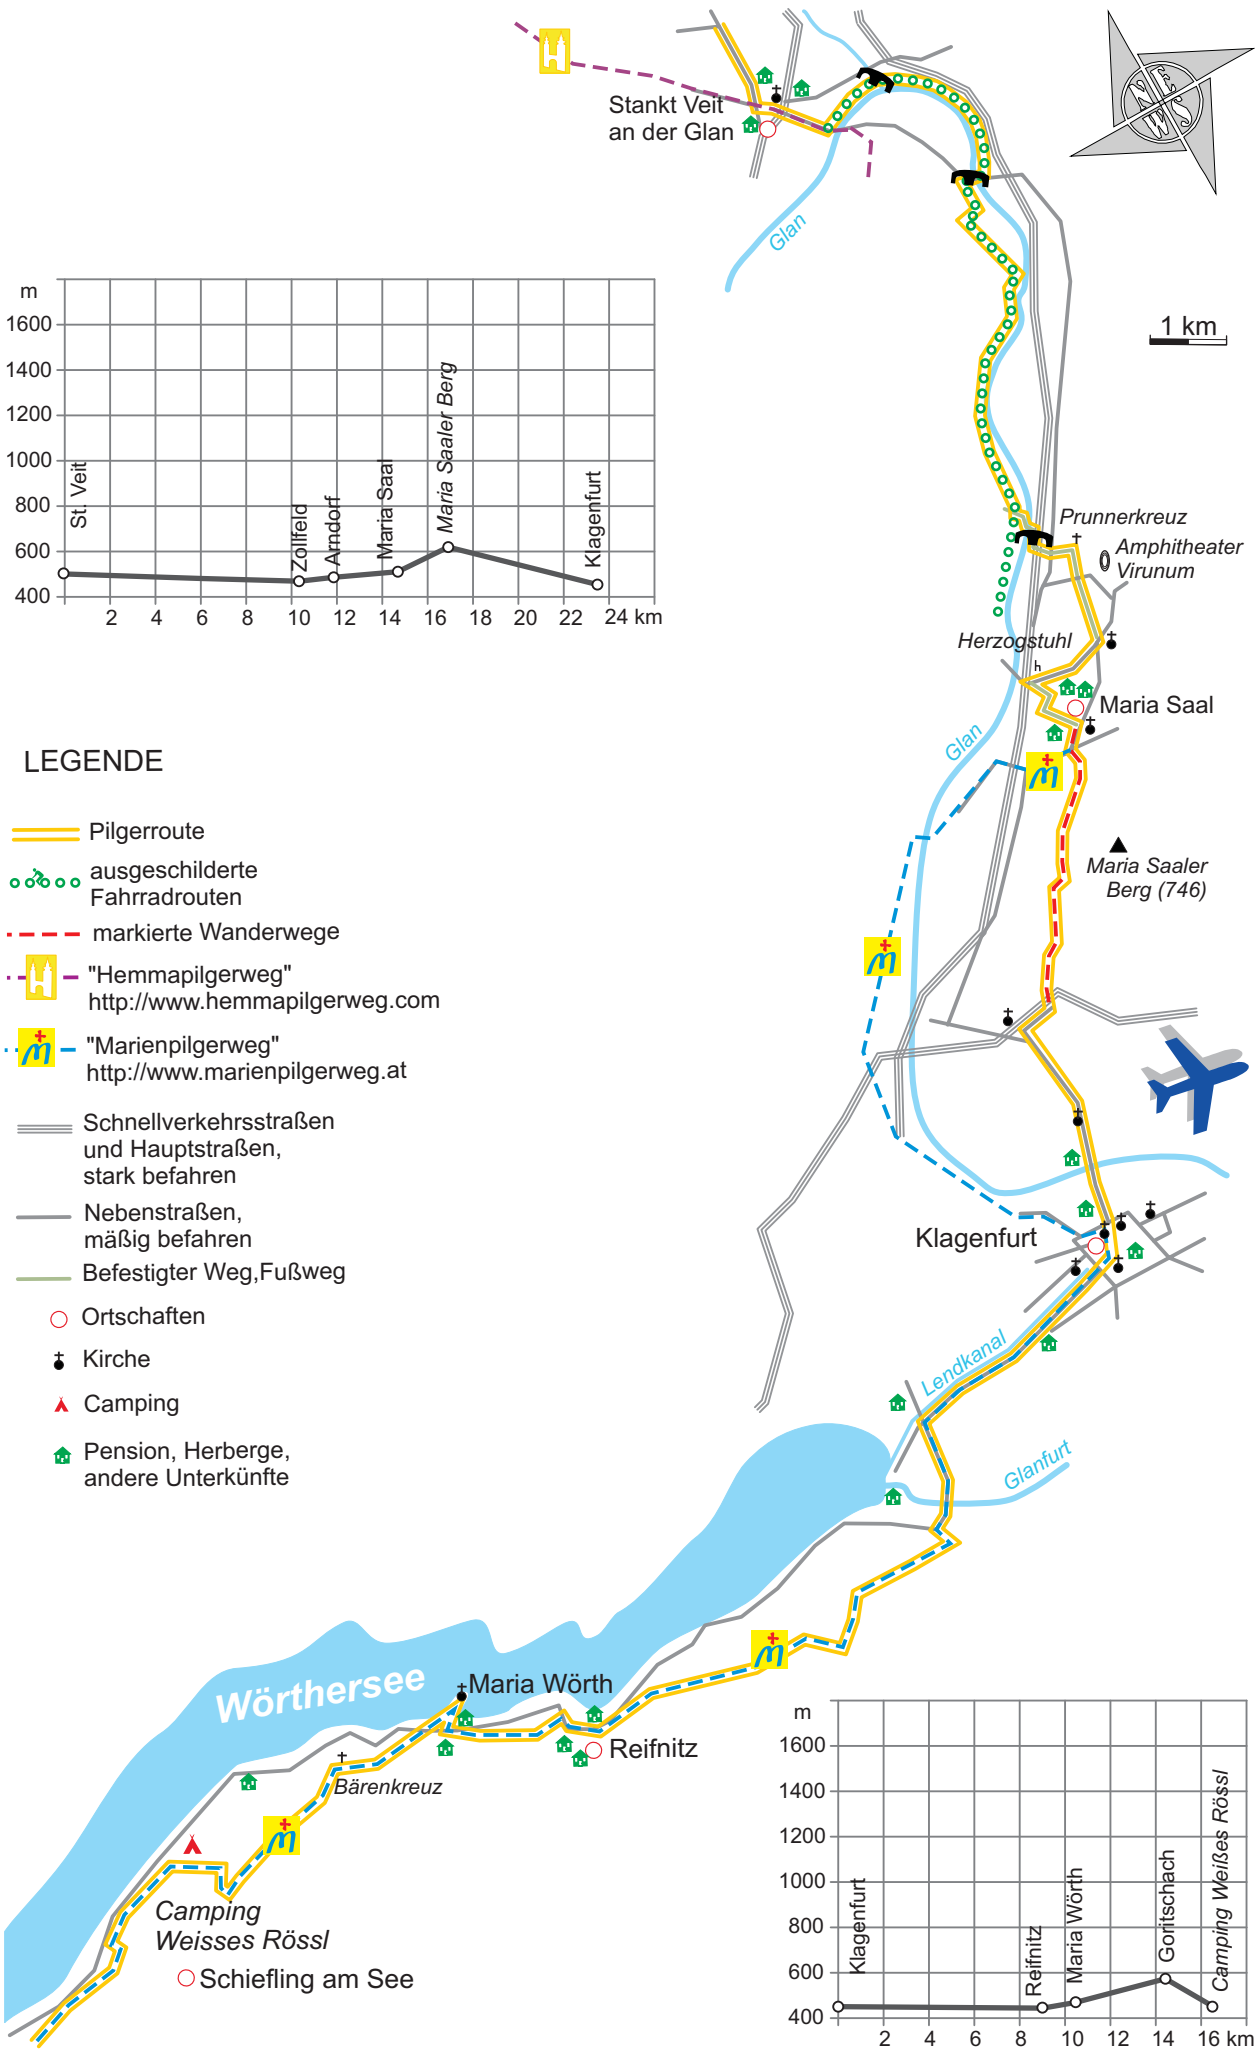 Stankt Veit
an der Glan
N
E
W
S
Glan
1 km
m
1600
1400
1200
1000
800
600
400
St. Veit
Zollfeld
Arndorf
Maria Saal
Maria Saaler Berg
Klagenfurt
2
4
6
8
10
12
14
16
18
20
22
24 km
Prunnerkreuz
Amphitheater
Virunum
Herzogstuhl
Maria Saal
Glan
Maria Saaler
Berg (746)
LEGENDE
Pilgerroute
ausgeschilderte
Fahrradrouten
markierte Wanderwege
"Hemmapilgerweg"
http://www.hemmapilgerweg.com
"Marienpilgerweg"
http://www.marienpilgerweg.at
Schnellverkehrsstraßen
und Hauptstraßen,
stark befahren
Nebenstraßen,
mäßig befahren
Befestigter Weg,Fußweg
Ortschaften
Kirche
Camping
Pension, Herberge,
andere Unterkünfte
Klagenfurt
Lendkanal
Glanfurt
Wörthersee
Maria Wörth
Reifnitz
Bärenkreuz
Camping
Weisses Rössl
Schiefling am See
m
1600
1400
1200
1000
800
600
400
Klagenfurt
Reifnitz
Maria Wörth
Goritschach
Camping Weißes Rössl
2
4
6
8
10
12
14
16 km